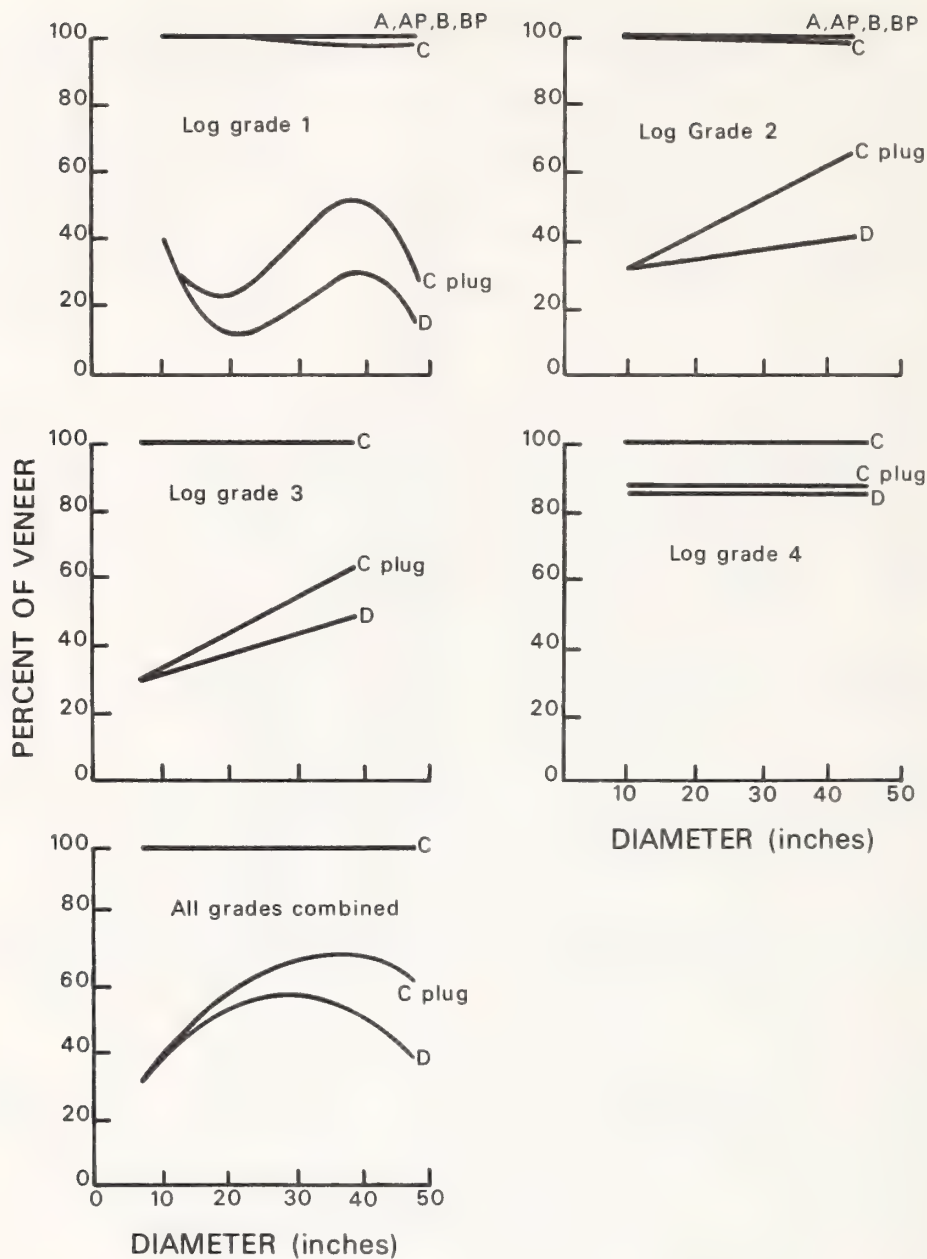 A,AP,B,BP
100
C
80
Log grade 1
60
40
C plug
20
D
0
A,AP,B,BP
100
C
80
Log Grade 2
C plug
60
40
D
20
0
PERCENT OF VENEER
100
C
80
Log grade 3
60
C plug
D
40
20
0
100
C
C plug
80
D
Log grade 4
60
40
20
0
10 20 30 40 50
DIAMETER (inches)
100
C
80
All grades combined
60
C plug
40
D
20
0
0 10 20 30 40 50
DIAMETER (inches)